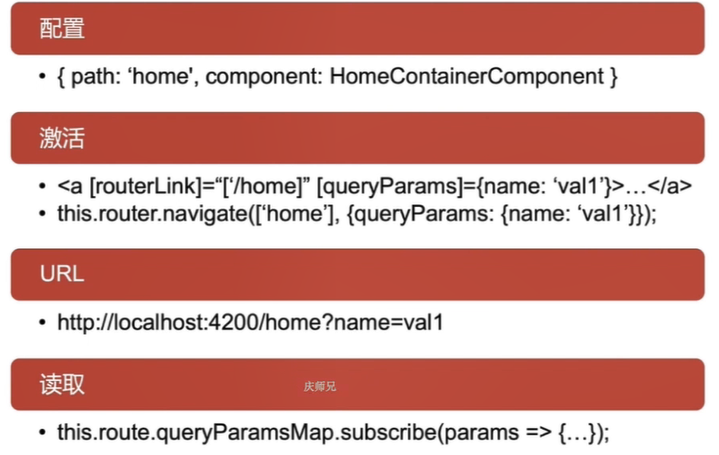 配置
• { path: ‘home', component: HomeContainerComponent }
激活
• <a [routerLink]=“[‘/home]” [queryParams]={name: ‘val1’}>…</a>
• this.router.navigate([‘home’], {queryParams: {name: ‘val1’}});
URL
• http://localhost:4200/home?name=val1
读取
庆师兄
• this.route.queryParamsMap.subscribe(params => {…});